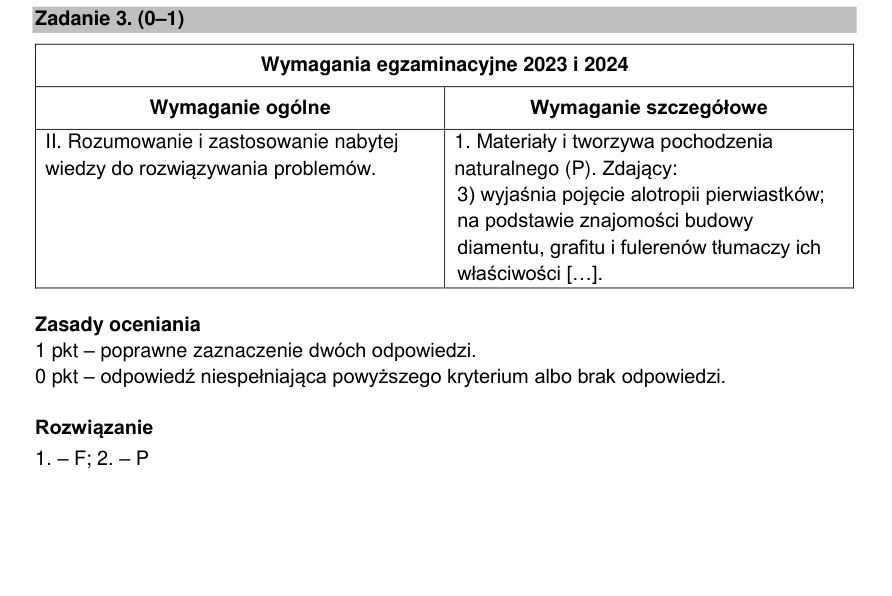 Zadanie 3. (0–1)
Wymagania egzaminacyjne 2023 i 2024
Wymaganie ogólne
Wymaganie szczegółowe
II. Rozumowanie i zastosowanie nabytej
wiedzy do rozwiązywania problemów.
1. Materiały i tworzywa pochodzenia
naturalnego (P). Zdający:
3) wyjaśnia pojęcie alotropii pierwiastków;
na podstawie znajomości budowy
diamentu, grafitu i fulerenów tłumaczy ich
właściwości […].
Zasady oceniania
1 pkt – poprawne zaznaczenie dwóch odpowiedzi.
0 pkt – odpowiedź niespełniająca powyższego kryterium albo brak odpowiedzi.
Rozwiązanie
1. – F; 2. – P